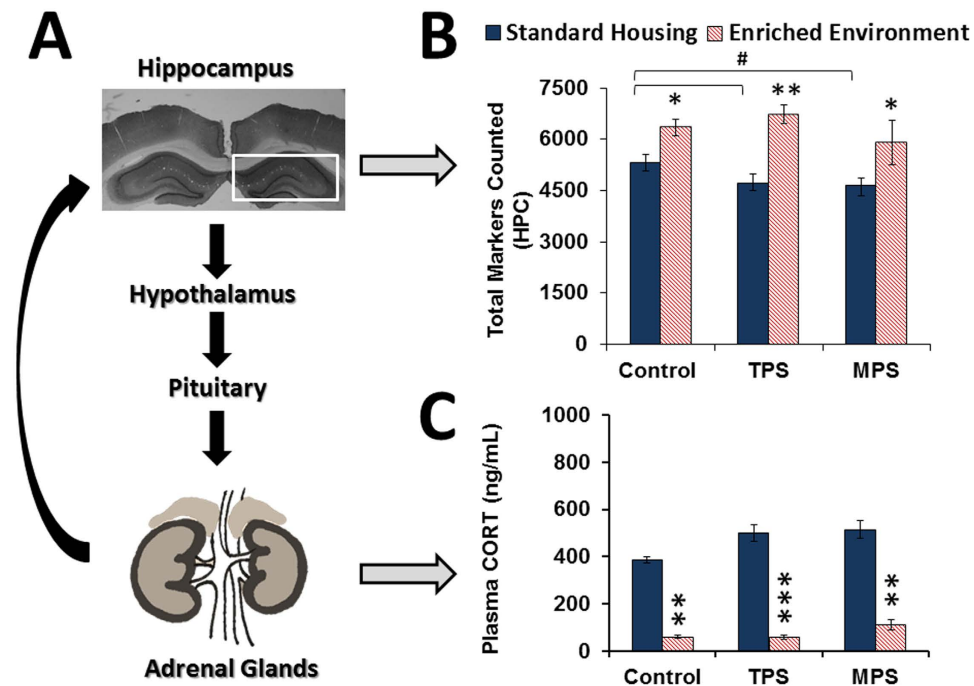 A
Hippocampus
Hypothalamus
Pituitary
Adrenal Glands
B
Standard Housing Enriched Environment
#
* ** *
Total Markers Counted
(HPC)
7500
6000
4500
3000
1500
0
Control TPS MPS
C
Plasma CORT (ng/mL)
1000
800
600
400
200
0
** *** **
Control TPS MPS